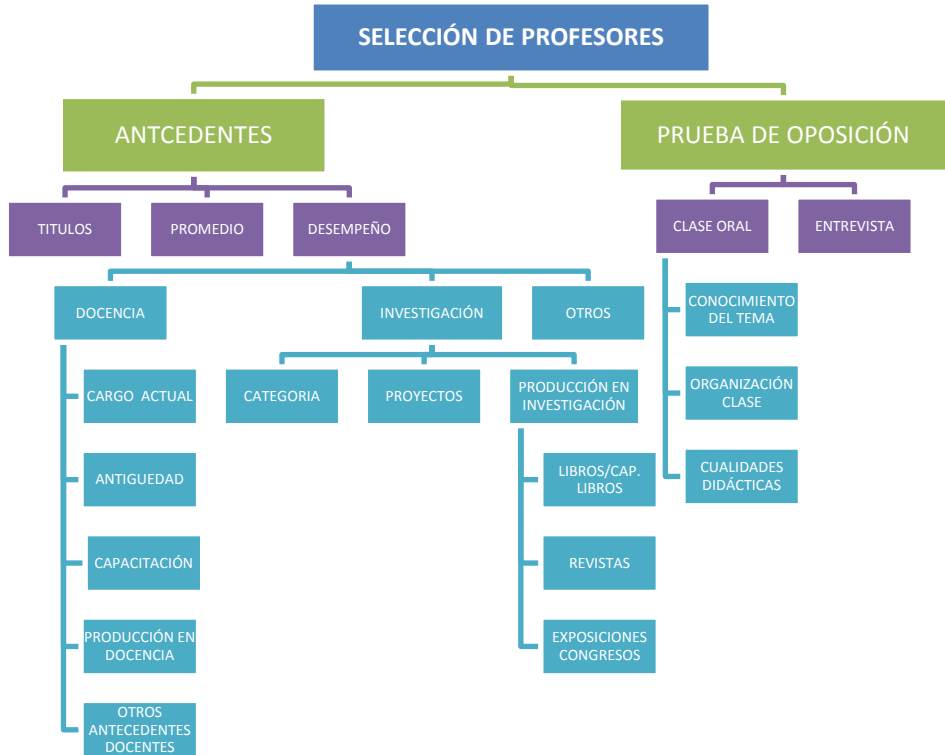 SELECCIÓN DE PROFESORES
ANTCEDENTES
PRUEBA DE OPOSICIÓN
TITULOS
PROMEDIO
DESEMPEÑO
CLASE ORAL
ENTREVISTA
DOCENCIA
INVESTIGACIÓN
OTROS
CONOCIMIENTO
DEL TEMA
CARGO ACTUAL
CATEGORIA
PROYECTOS
PRODUCCIÓN EN
INVESTIGACIÓN
ORGANIZACIÓN
CLASE
ANTIGUEDAD
LIBROS/CAP.
LIBROS
CUALIDADES
DIDÁCTICAS
CAPACITACIÓN
REVISTAS
PRODUCCIÓN EN
DOCENCIA
EXPOSICIONES
CONGRESOS
OTROS
ANTECEDENTES
DOCENTES